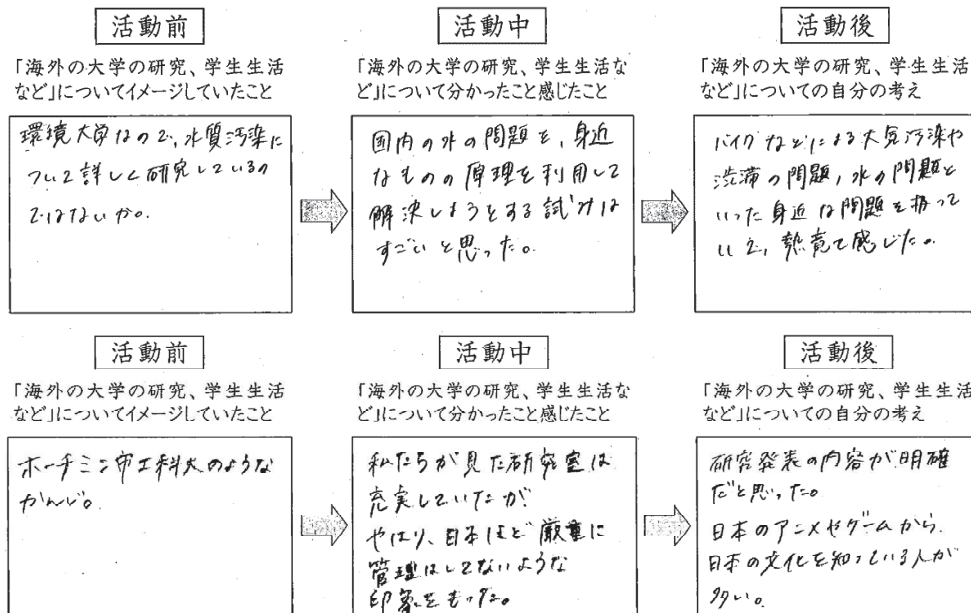 活動前
「海外の大学の研究、学生生活
など」についてイメージしていたこと
環境大学なので、水質汚染に
ついて詳しく研究しているの
ではないか。
活動中
「海外の大学の研究、学生生活な
ど」について分かったこと感じたこと
国内の水の問題を、身近
なものの原理を利用して
解決しようとする試みは
すごいと思った。
活動後
「海外の大学の研究、学生生活
など」についての自分の考え
バイクなどによる大気汚染や
渋滞の問題，水の問題と
いった身近な問題を扱って
いて，熱意を感じた。
活動前
「海外の大学の研究、学生生活
など」についてイメージしていたこと
ホーチミン市工科大のような
かんじ。
活動中
「海外の大学の研究、学生生活な
ど」について分かったこと感じたこと
私たちが見た研究室は
充実していたが
やはり、日本ほど厳重に
管理はしてないような
印象をもった。
活動後
「海外の大学の研究、学生生活
など」についての自分の考え
研究発表の内容が明確
だと思った。
日本のアニメやゲームから、
日本の文化を知っている人が
多い。